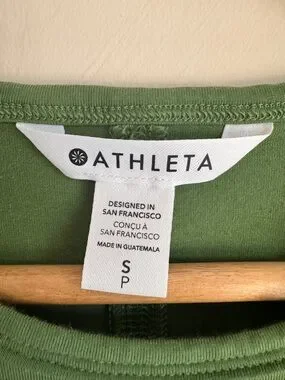 ATHLETA
DESIGNED IN
SAN FRANCISCO
CONÇU À
SAN FRANCISCO
MADE IN GUATEMALA
S
P